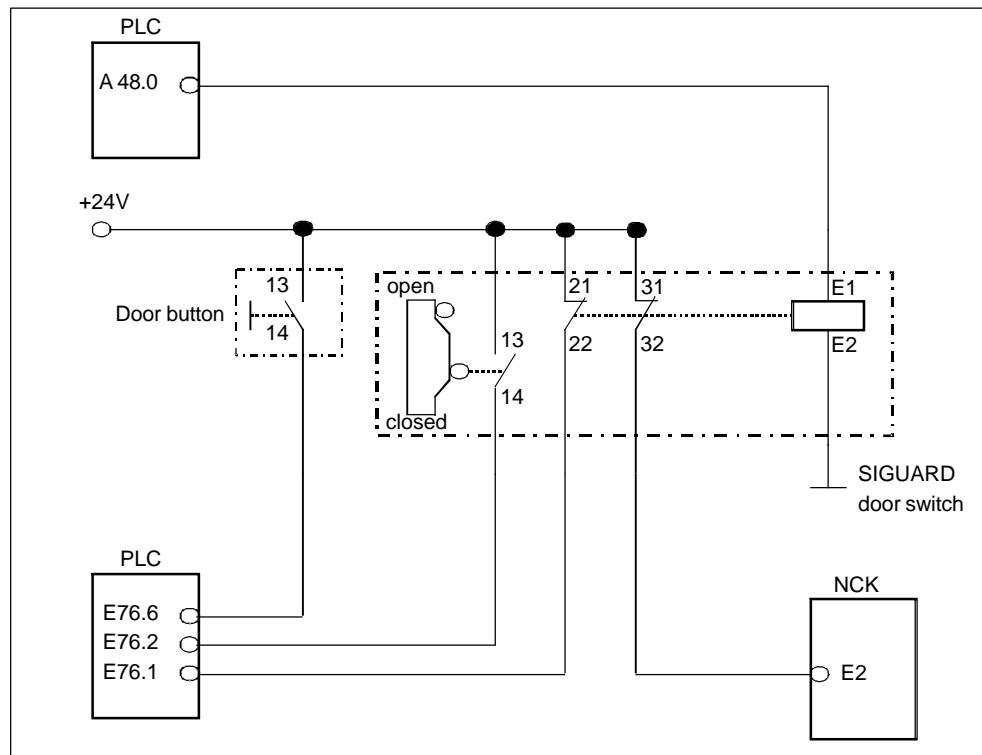 PLC
A 48.0
+24V
13
Door button
14
open
13
14
closed
21
22
31
32
E1
E2
SIGUARD
door switch
PLC
E76.6
E76.2
E76.1
NCK
E2